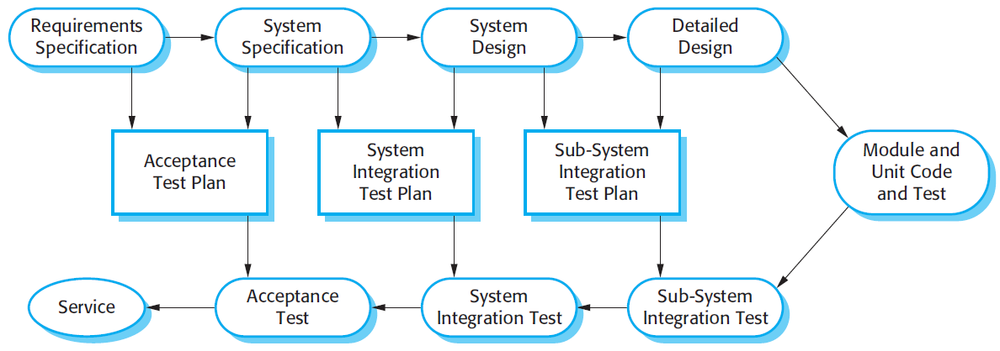 Requirements
Specification
System
Specification
System
Design
Detailed
Design
Acceptance
Test Plan
System
Integration
Test Plan
Sub-System
Integration
Test Plan
Module and
Unit Code
and Test
Service
Acceptance
Test
System
Integration Test
Sub-System
Integration Test